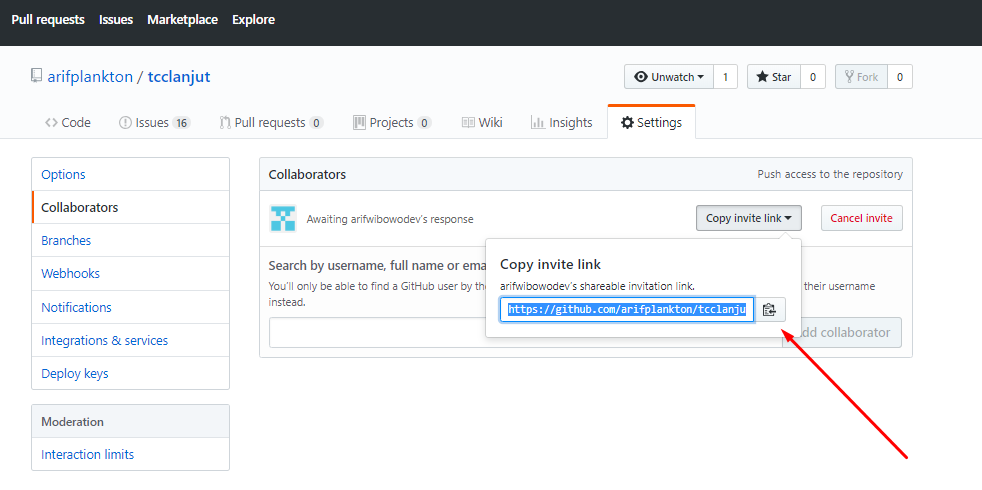 Pull requests Issues Marketplace Explore
arifplankton / tcclanjut
Unwatch 1 Star 0 Fork 0
Code Issues 16 Pull requests 0 Projects 0 Wiki Insights Settings
Options
Collaborators
Branches
Webhooks
Notifications
Integrations & services
Deploy keys
Moderation
Interaction limits
Collaborators Push access to the repository
Awaiting arifwibowodev's response Copy invite link Cancel invite
Search by username, full name or ema
You'll only be able to find a GitHub user by the their username
instead.
Copy invite link
arifwibowodev's shareable invitation link.
https://github.com/arifplankton/tcclanju
dd collaborator